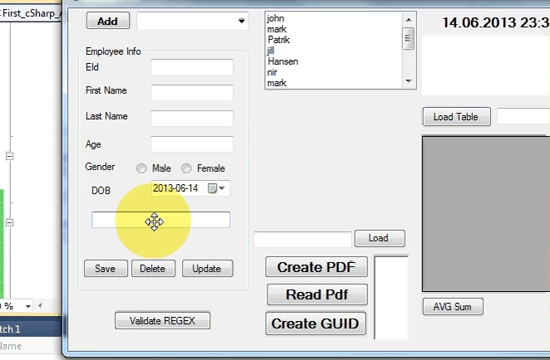 First_cSharp_A
Add
Employee Info
EId
First Name
Last Name
Age
Gender
Male
Female
DOB
2013-06-14
Save
Delete
Update
Validate REGEX
john
mark
Patrik
jill
Hansen
nir
mark
Load
Create PDF
Read Pdf
Create GUID
14.06.2013 23:3
Load Table
AVG Sum
0 %
tch 1
Name